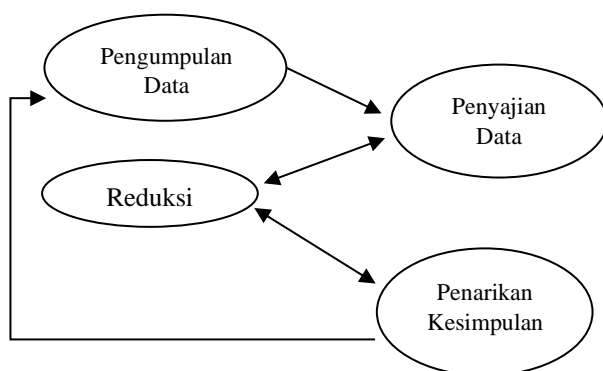 Pengumpulan
Data
Penyajian
Data
Reduksi
Penarikan
Kesimpulan